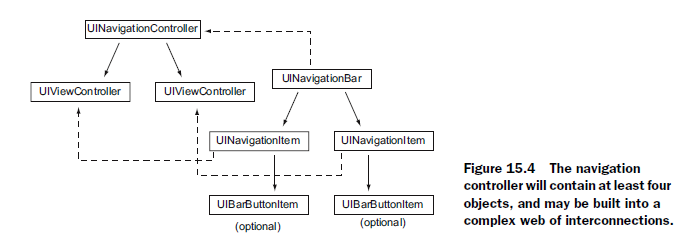 UINavigationController
UINavigationBar
UIViewController
UIViewController
UINavigationItem
UINavigationItem
UIBarButtonItem
UIBarButtonItem
(optional)
(optional)
Figure 15.4 The navigation
controller will contain at least four
objects, and may be built into a
complex web of interconnections.